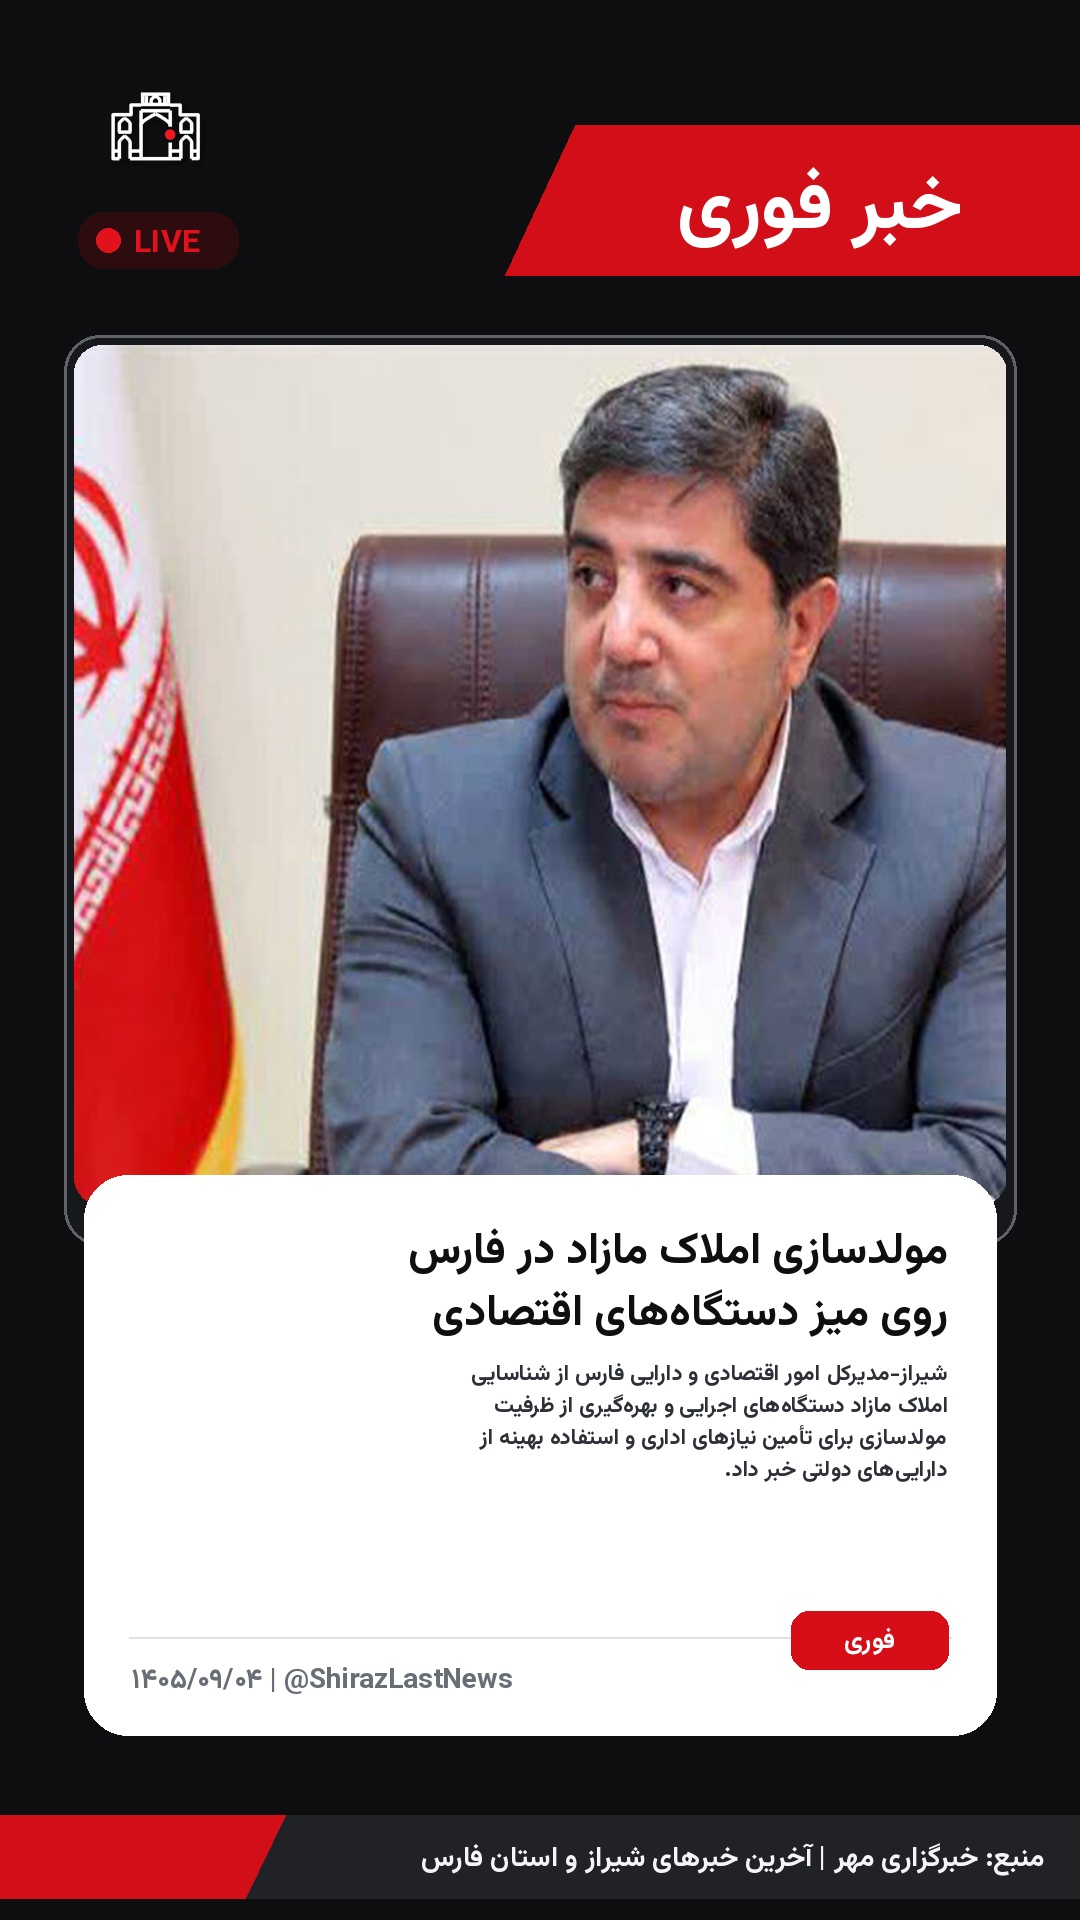 خبر فوری
LIVE
مولدسازی املاک مازاد در فارس
روی میز دستگاه‌های اقتصادی
شیراز-مدیرکل امور اقتصادی و دارایی فارس از شناسایی
املاک مازاد دستگاه‌های اجرایی و بهره‌گیری از ظرفیت
مولدسازی برای تأمین نیازهای اداری و استفاده بهینه از
دارایی‌های دولتی خبر داد.
فوری
۱۴۰۵/۰۹/۰۴ | @ShirazLastNews
منبع: خبرگزاری مهر | آخرین خبرهای شیراز و استان فارس